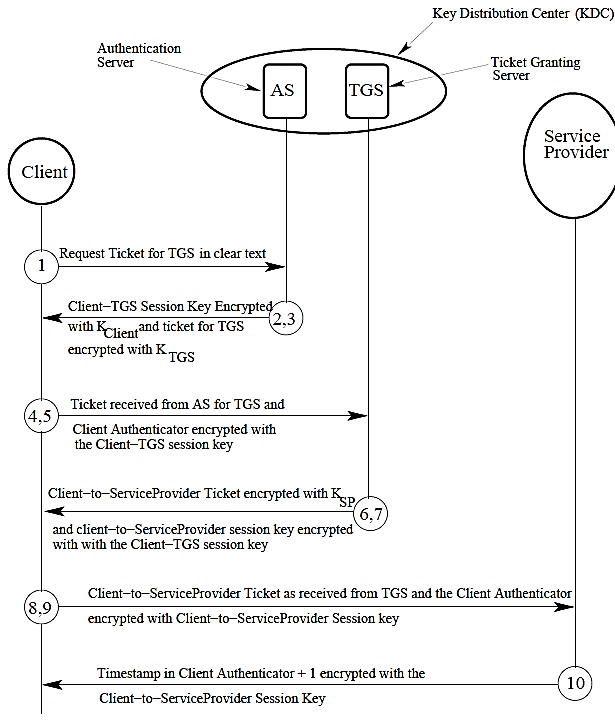 Key Distribution Center (KDC)
Authentication
Server
Ticket Granting
Server
AS
TGS
Service
Provider
Client
1
Request Ticket for TGS in clear text
Client–TGS Session Key Encrypted
with K Client and ticket for TGS
encrypted with K TGS
2,3
4,5
Ticket received from AS for TGS and
Client Authenticator encrypted with
the Client–TGS session key
Client–to–ServiceProvider Ticket encrypted with K SP
6,7
and client–to–ServiceProvider session key encrypted
with with the Client–TGS session key
8,9
Client–to–ServiceProvider Ticket as received from TGS and the Client Authenticator
encrypted with Client–to–ServiceProvider Session key
Timestamp in Client Authenticator + 1 encrypted with the
10
Client–to–ServiceProvider Session Key